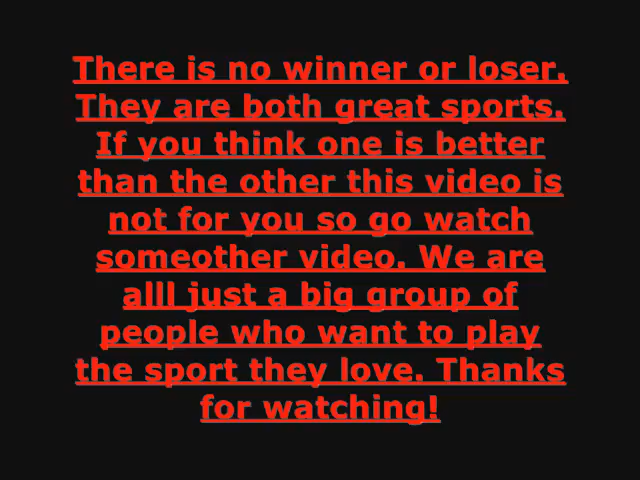 There is no winner or loser.
They are both great sports.
If you think one is better
than the other this video is
not for you so go watch
someother video. We are
alll just a big group of
people who want to play
the sport they love. Thanks
for watching!